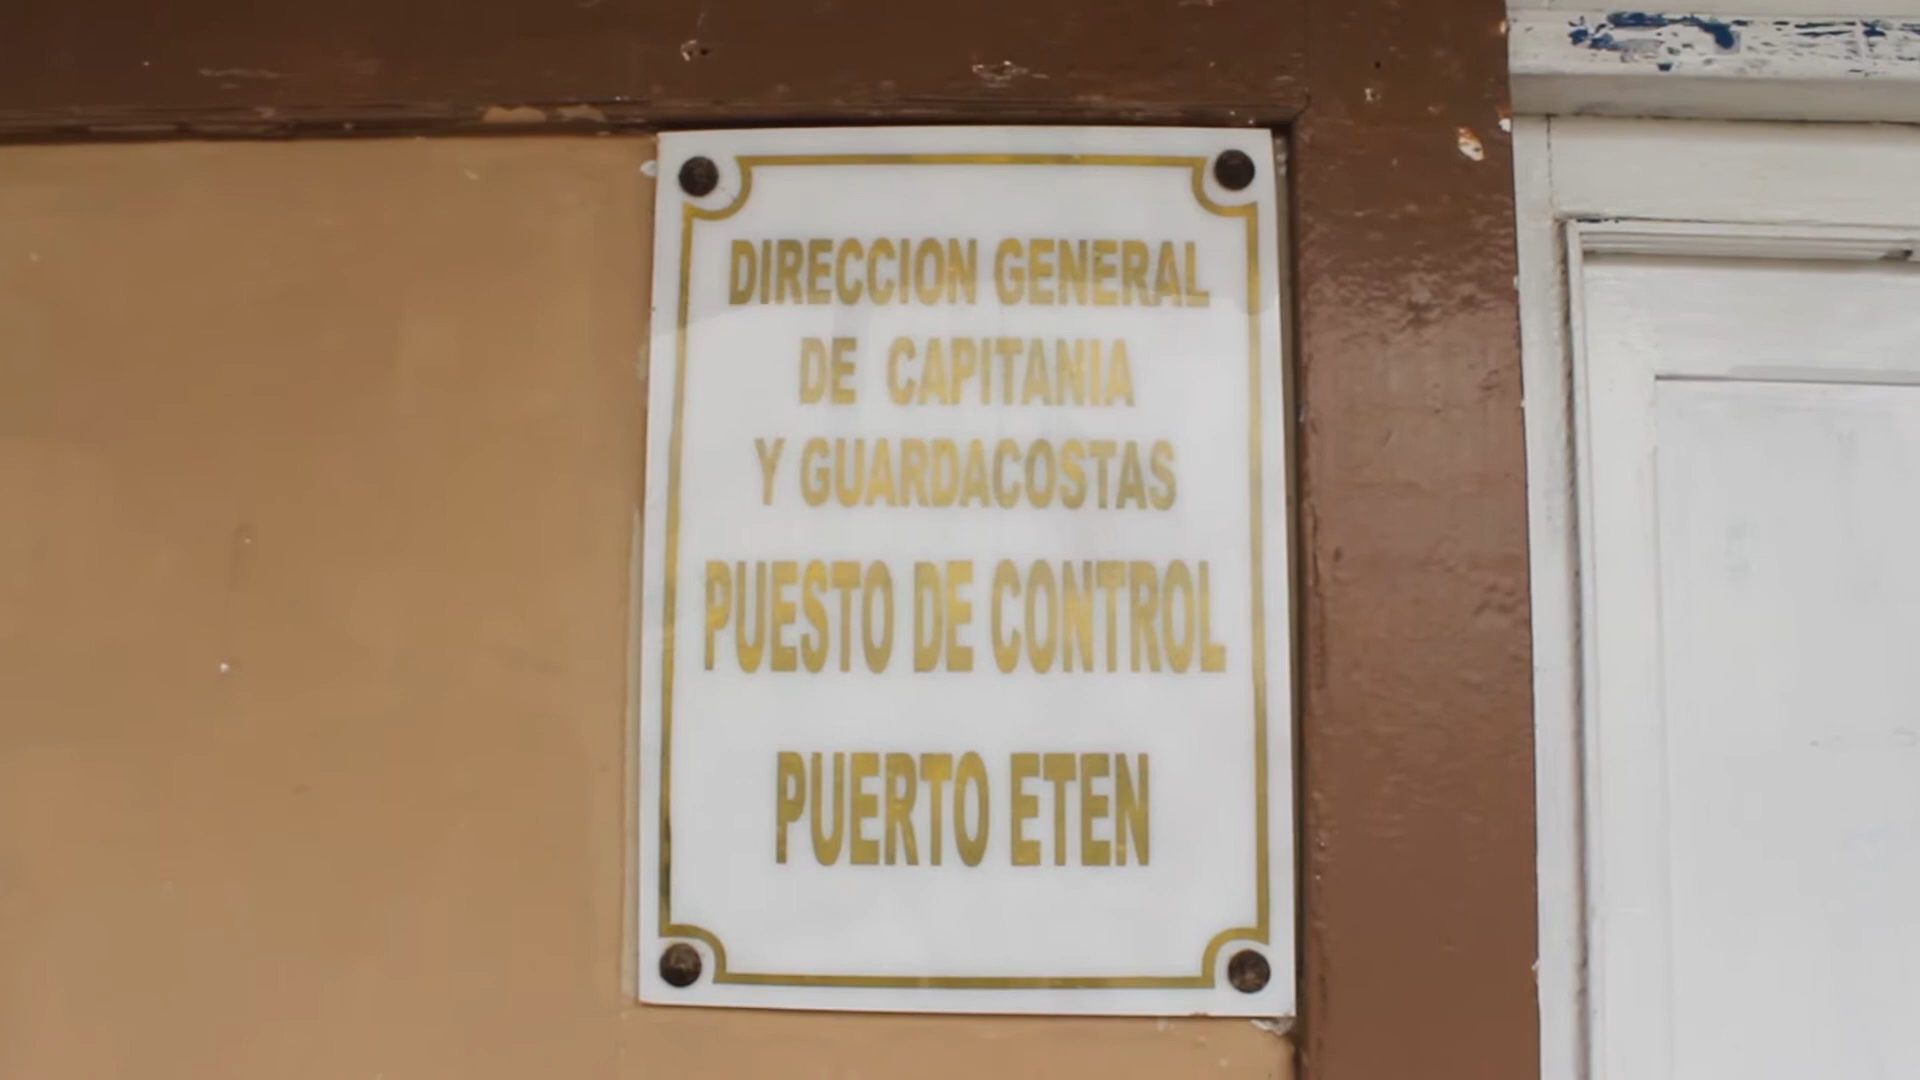 DIRECCION GENERAL
DE CAPITANIA
Y GUARDACOSTAS
PUESTO DE CONTROL
PUERTO ETEN